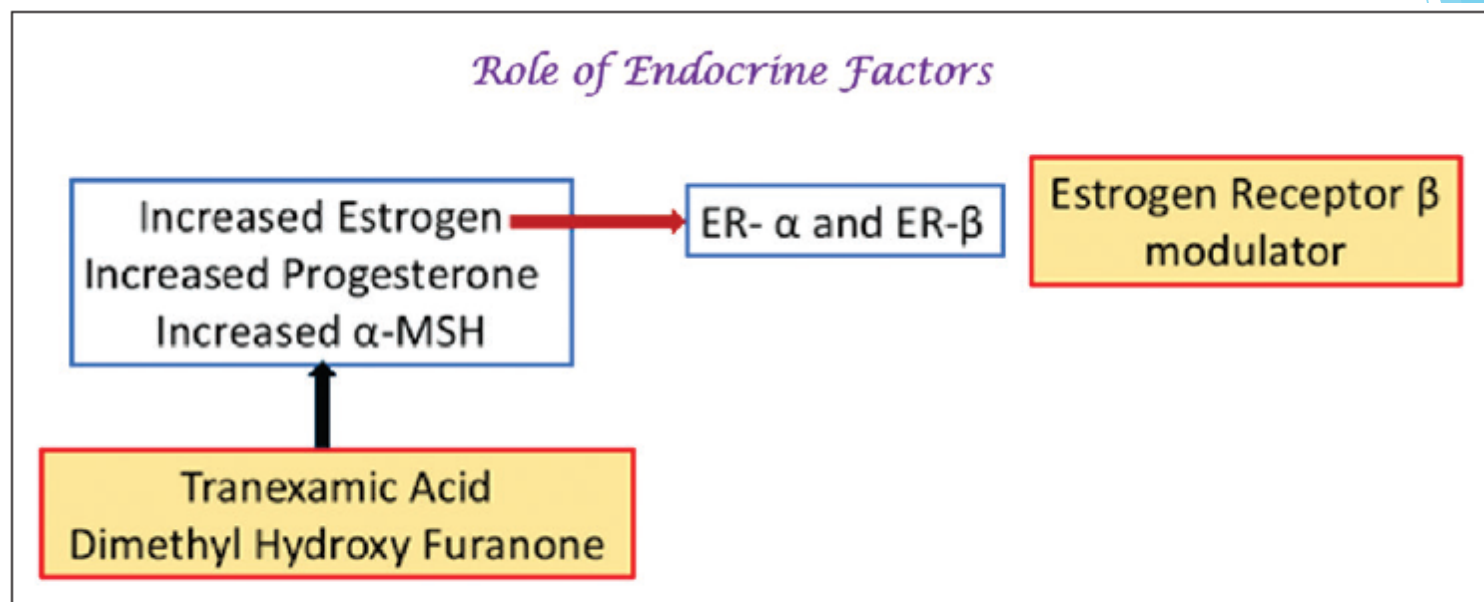 Role of Endocrine Factors
Increased Estrogen
Increased Progesterone
Increased α-MSH
ER- α and ER-β
Estrogen Receptor β
modulator
Tranexamic Acid
Dimethyl Hydroxy Furanone